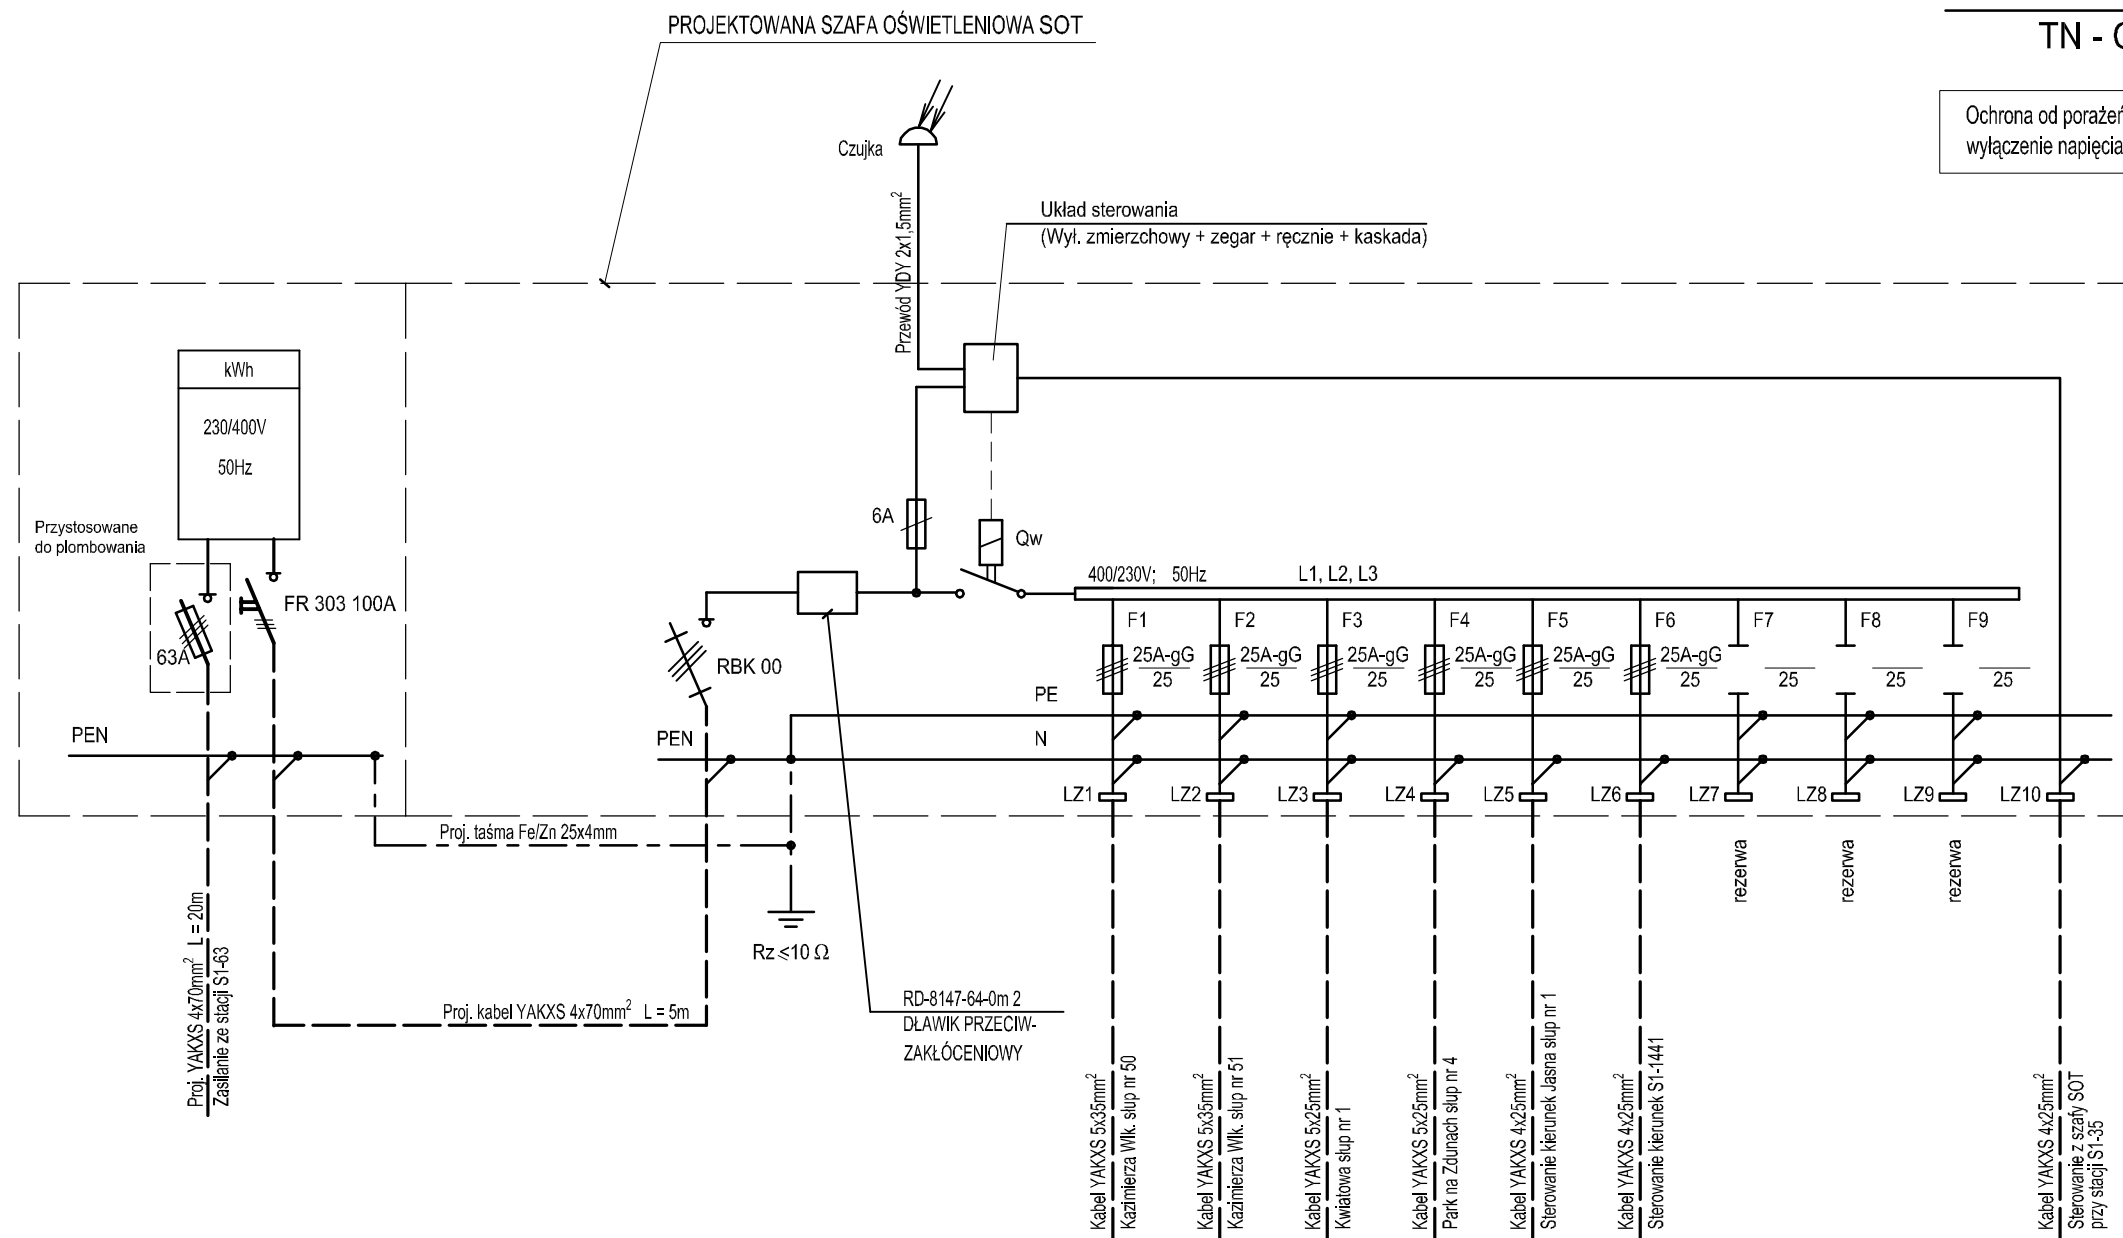 PROJEKTOWANA SZAFA OŚWIETLENIOWA SOT
TN - C
Ochrona od porażeń
wyłączenie napięcia
Czujka
Przewód YDY 2x1,5mm²
Układ sterowania
(Wył. zmierzchowy + zegar + ręcznie + kaskada)
kWh
230/400V
50Hz
Przystosowane
do plombowania
63A
FR 303 100A
PEN
6A
Qw
RBK 00
PEN
PE
N
400/230V; 50Hz
L1, L2, L3
F1
F2
F3
F4
F5
F6
F7
F8
F9
25A-gG
25
25A-gG
25
25A-gG
25
25A-gG
25
25A-gG
25
25A-gG
25
25
25
25
LZ1
LZ2
LZ3
LZ4
LZ5
LZ6
LZ7
LZ8
LZ9
LZ10
rezerwa
rezerwa
rezerwa
Proj. taśma Fe/Zn 25x4mm
Rz ≤10 Ω
Proj. YAKXS 4x70mm² L = 20m
Zasilanie ze stacji S1-63
Proj. kabel YAKXS 4x70mm² L = 5m
RD-8147-64-0m 2
DŁAWIK PRZECIW-
ZAKŁÓCENIOWY
Kabel YAKXS 5x35mm²
Kazimierza Wlk. słup nr 50
Kabel YAKXS 5x35mm²
Kazimierza Wlk. słup nr 51
Kabel YAKXS 5x25mm²
Kwiatowa słup nr 1
Kabel YAKXS 5x25mm²
Park na Zdunach słup nr 4
Kabel YAKXS 4x25mm²
Sterowanie kierunek Jasna słup nr 1
Kabel YAKXS 4x25mm²
Sterowanie kierunek S1-1441
Kabel YAKXS 4x25mm²
Sterowanie z szafy SOT
przy stacji S1-35